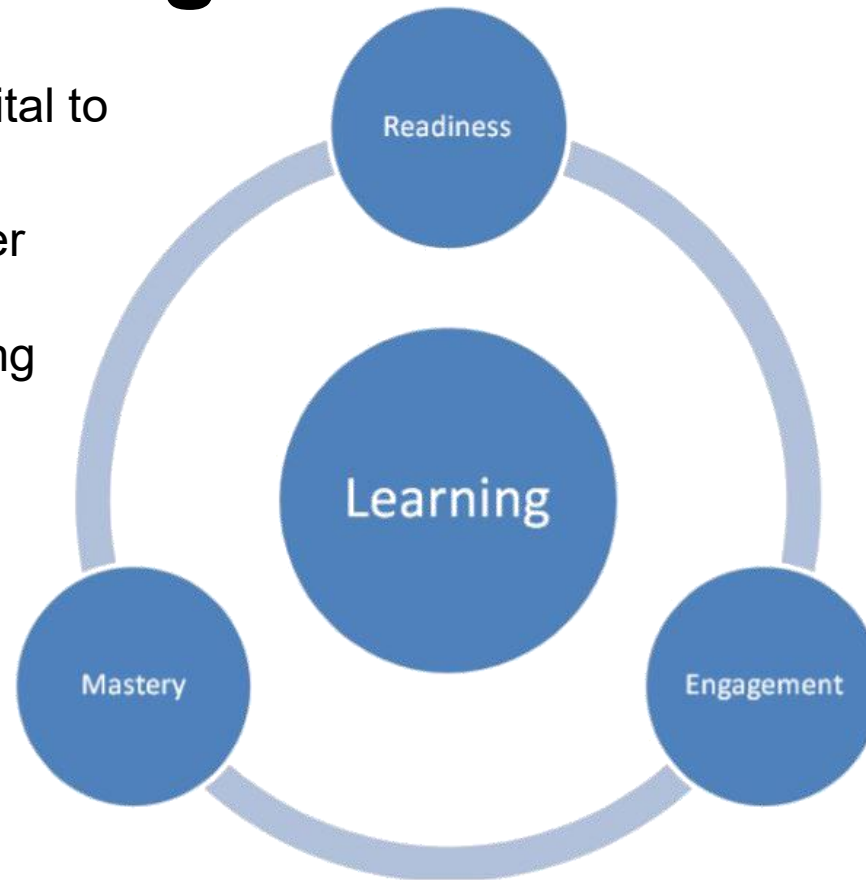 ital to
er
ng
Readiness
Learning
Mastery
Engagement